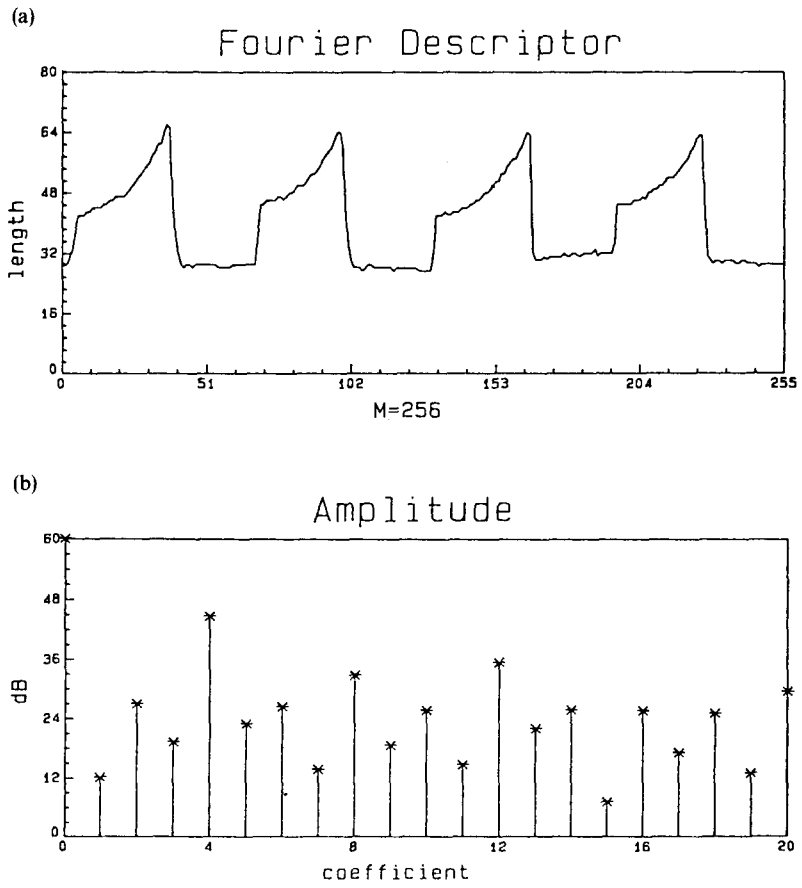 (a)
Fourier Descriptor
80
64
48
32
16
0
length
0 51 102 153 204 255
M=256
(b)
Amplitude
60
48
36
24
12
0
dB
0 4 8 12 16 20
coefficient